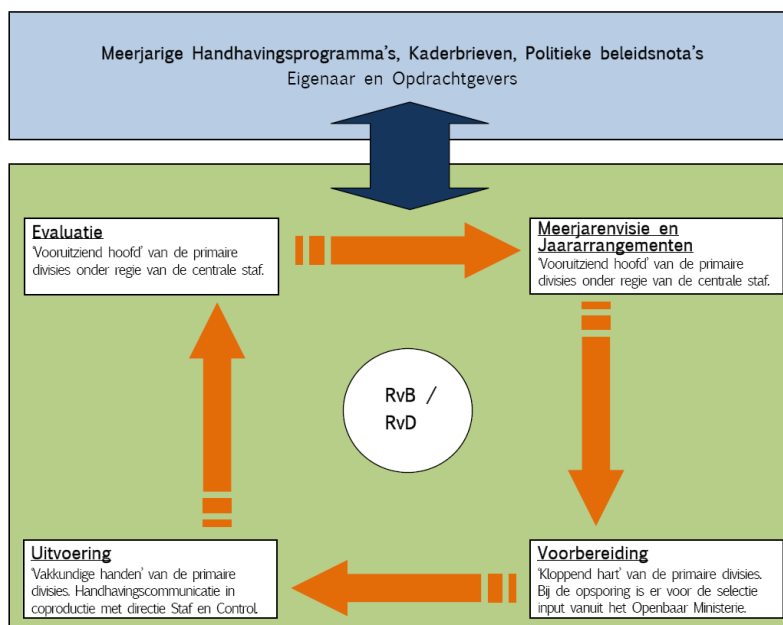 Meerjarige Handhavingsprogramma's, Kaderbrieven, Politieke beleidsnota's
Eigenaar en Opdrachtgevers
Evaluatie
'Vooruitziend hoofd' van de primaire
divisies onder regie van de centrale staf.
Meerjarenvisie en
Jaararrangementen
'Vooruitziend hoofd' van de primaire
divisies onder regie van de centrale staf.
RvB /
RvD
Uitvoering
'Vakkundige handen' van de primaire
divisies. Handhavingscommunicatie in
coproductie met directie Staf en Control.
Voorbereiding
'Kloppend hart' van de primaire divisies.
Bij de opsporing is er voor de selectie
input vanuit het Openbaar Ministerie.